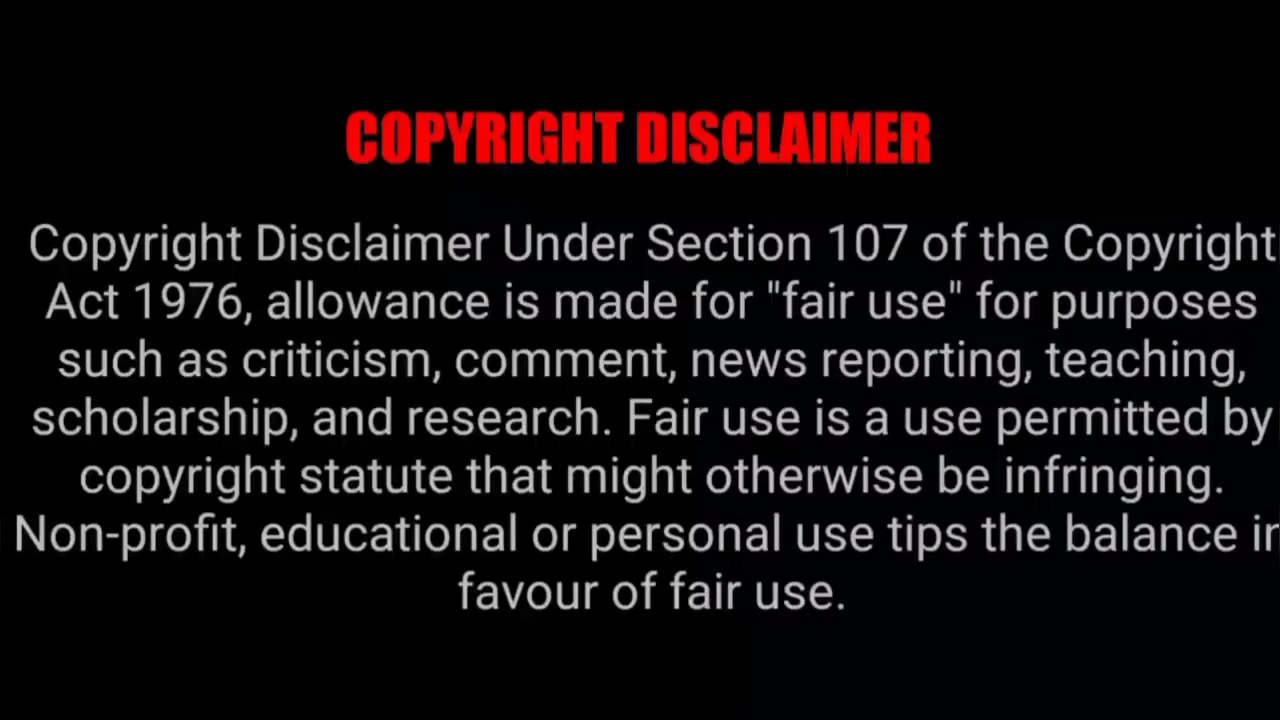 COPYRIGHT DISCLAIMER
Copyright Disclaimer Under Section 107 of the Copyright
Act 1976, allowance is made for "fair use" for purposes
such as criticism, comment, news reporting, teaching,
scholarship, and research. Fair use is a use permitted by
copyright statute that might otherwise be infringing.
Non-profit, educational or personal use tips the balance in
favour of fair use.